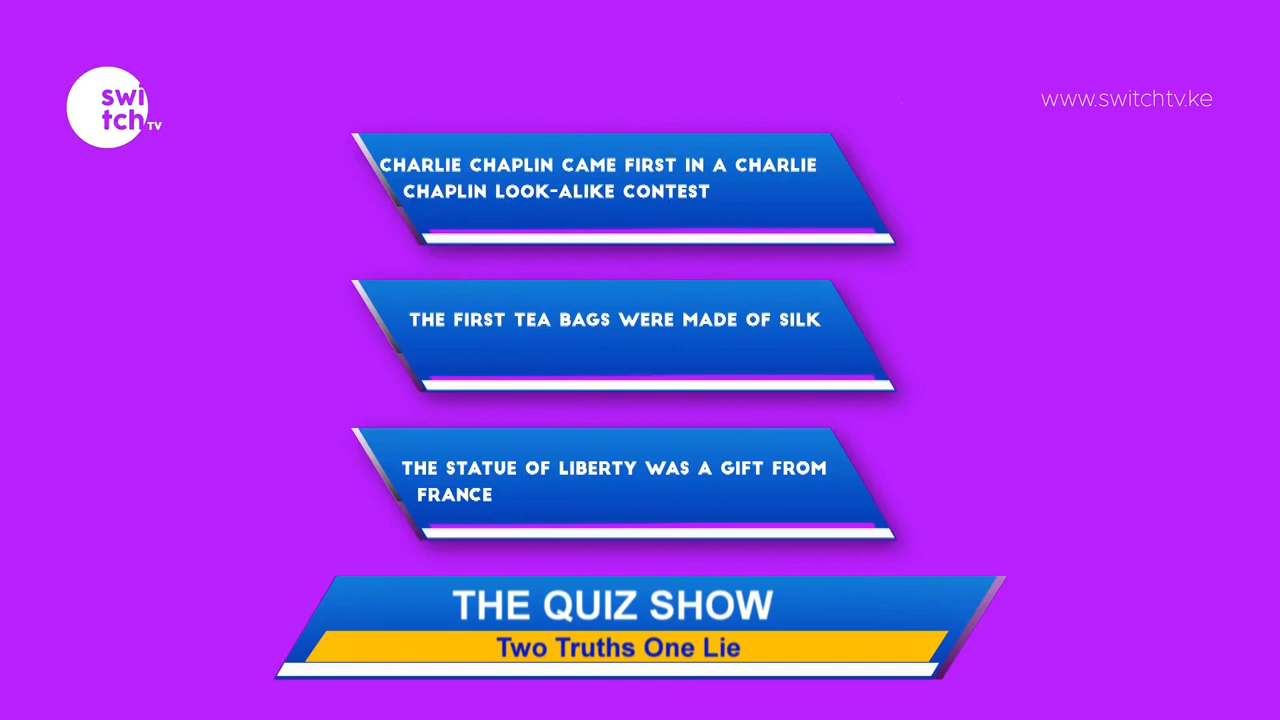 swi
tch TV
www.switchtv.ke
CHARLIE CHAPLIN CAME FIRST IN A CHARLIE
CHAPLIN LOOK-ALIKE CONTEST
THE FIRST TEA BAGS WERE MADE OF SILK
THE STATUE OF LIBERTY WAS A GIFT FROM
FRANCE
THE QUIZ SHOW
Two Truths One Lie